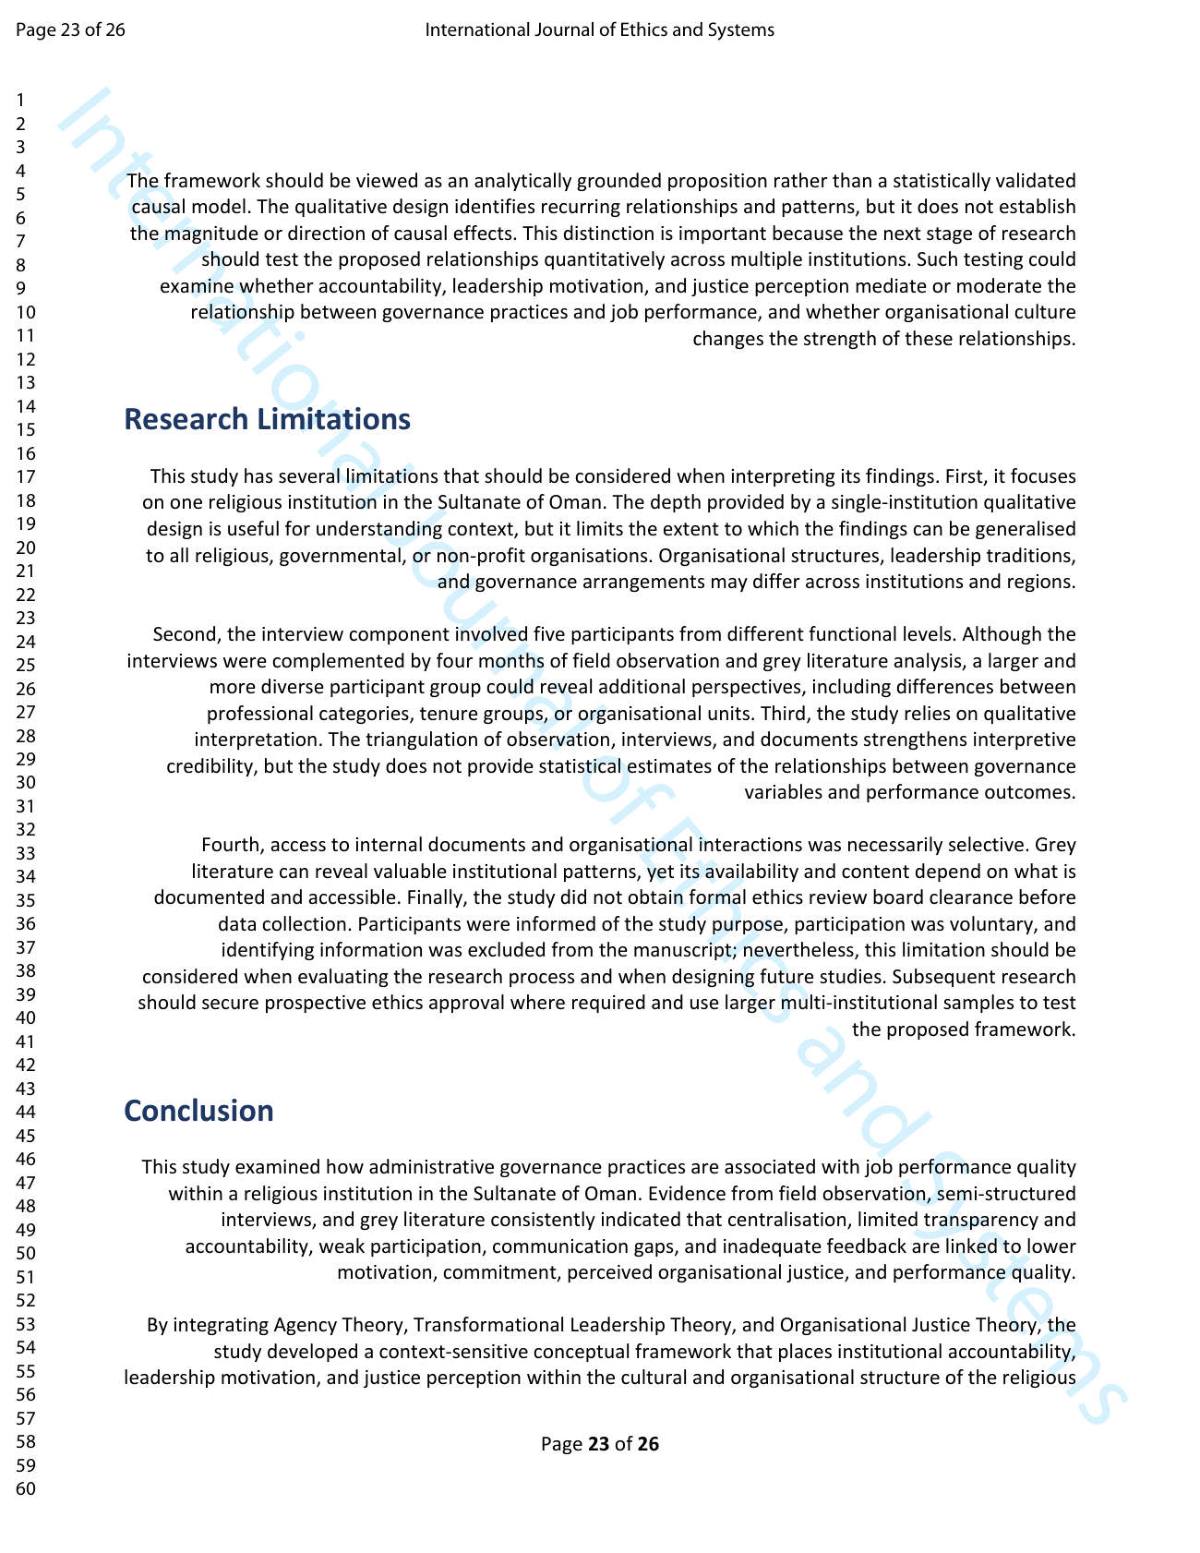 Page 23 of 26
International Journal of Ethics and Systems
1
2
3
4
5
6
7
8
9
10
11
12
13
14
15
16
17
18
19
20
21
22
23
24
25
26
27
28
29
30
31
32
33
34
35
36
37
38
39
40
41
42
43
44
45
46
47
48
49
50
51
52
53
54
55
56
57
58
59
60
The framework should be viewed as an analytically grounded proposition rather than a statistically validated
causal model. The qualitative design identifies recurring relationships and patterns, but it does not establish
the magnitude or direction of causal effects. This distinction is important because the next stage of research
should test the proposed relationships quantitatively across multiple institutions. Such testing could
examine whether accountability, leadership motivation, and justice perception mediate or moderate the
relationship between governance practices and job performance, and whether organisational culture
changes the strength of these relationships.
Research Limitations
This study has several limitations that should be considered when interpreting its findings. First, it focuses
on one religious institution in the Sultanate of Oman. The depth provided by a single-institution qualitative
design is useful for understanding context, but it limits the extent to which the findings can be generalised
to all religious, governmental, or non-profit organisations. Organisational structures, leadership traditions,
and governance arrangements may differ across institutions and regions.
Second, the interview component involved five participants from different functional levels. Although the
interviews were complemented by four months of field observation and grey literature analysis, a larger and
more diverse participant group could reveal additional perspectives, including differences between
professional categories, tenure groups, or organisational units. Third, the study relies on qualitative
interpretation. The triangulation of observation, interviews, and documents strengthens interpretive
credibility, but the study does not provide statistical estimates of the relationships between governance
variables and performance outcomes.
Fourth, access to internal documents and organisational interactions was necessarily selective. Grey
literature can reveal valuable institutional patterns, yet its availability and content depend on what is
documented and accessible. Finally, the study did not obtain formal ethics review board clearance before
data collection. Participants were informed of the study purpose, participation was voluntary, and
identifying information was excluded from the manuscript; nevertheless, this limitation should be
considered when evaluating the research process and when designing future studies. Subsequent research
should secure prospective ethics approval where required and use larger multi-institutional samples to test
the proposed framework.
Conclusion
This study examined how administrative governance practices are associated with job performance quality
within a religious institution in the Sultanate of Oman. Evidence from field observation, semi-structured
interviews, and grey literature consistently indicated that centralisation, limited transparency and
accountability, weak participation, communication gaps, and inadequate feedback are linked to lower
motivation, commitment, perceived organisational justice, and performance quality.
By integrating Agency Theory, Transformational Leadership Theory, and Organisational Justice Theory, the
study developed a context-sensitive conceptual framework that places institutional accountability,
leadership motivation, and justice perception within the cultural and organisational structure of the religious
Page 23 of 26
International Journal of Ethics and Systems